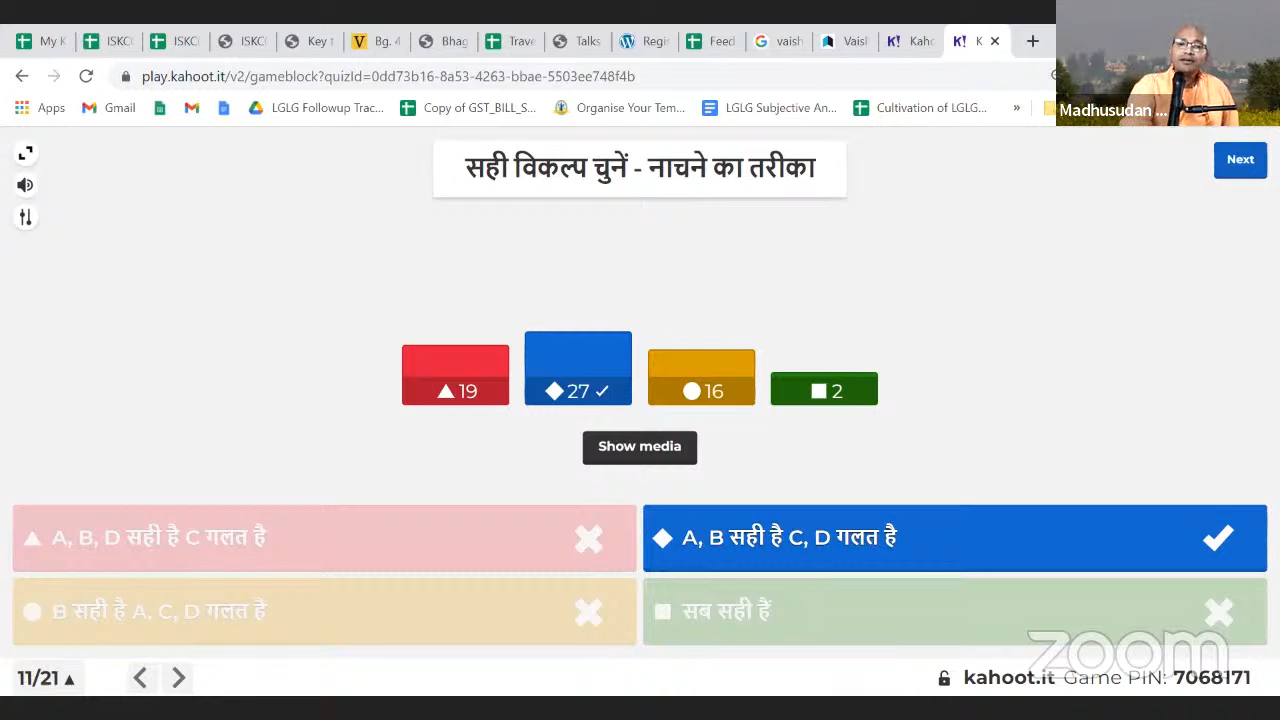 My K
ISKC
ISKC
ISKC
Key t
Bg. 4
Bhag
Trave
Talks
Regis
Feed
vaish
Vaish
Kaho
K
play.kahoot.it/v2/gameblock?quizId=0dd73b16-8a53-4263-bbae-5503ee748f4b
Apps
Gmail
LGLG Followup Trac...
Copy of GST_BILL_S...
Organise Your Tem...
LGLG Subjective An...
Cultivation of LGLG...
»
Madhusudan ...
सही विकल्प चुनें - नाचने का तरीका
Next
19
27
16
2
Show media
A, B, D सही है C गलत है
A, B सही है C, D गलत है
B सही है A, C, D गलत है
सब सही हैं
zoom
11/21
kahoot.it Game PIN: 7068171